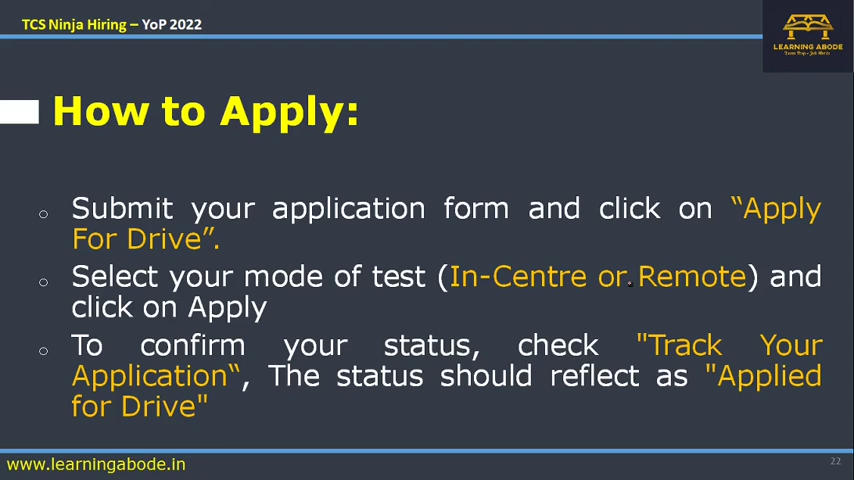 TCS Ninja Hiring – YoP 2022
LEARNING ABODE
How to Apply:
Submit your application form and click on “Apply
For Drive”.
Select your mode of test (In-Centre or Remote) and
click on Apply
To confirm your status, check "Track Your
Application“, The status should reflect as "Applied
for Drive"
www.learningabode.in
22